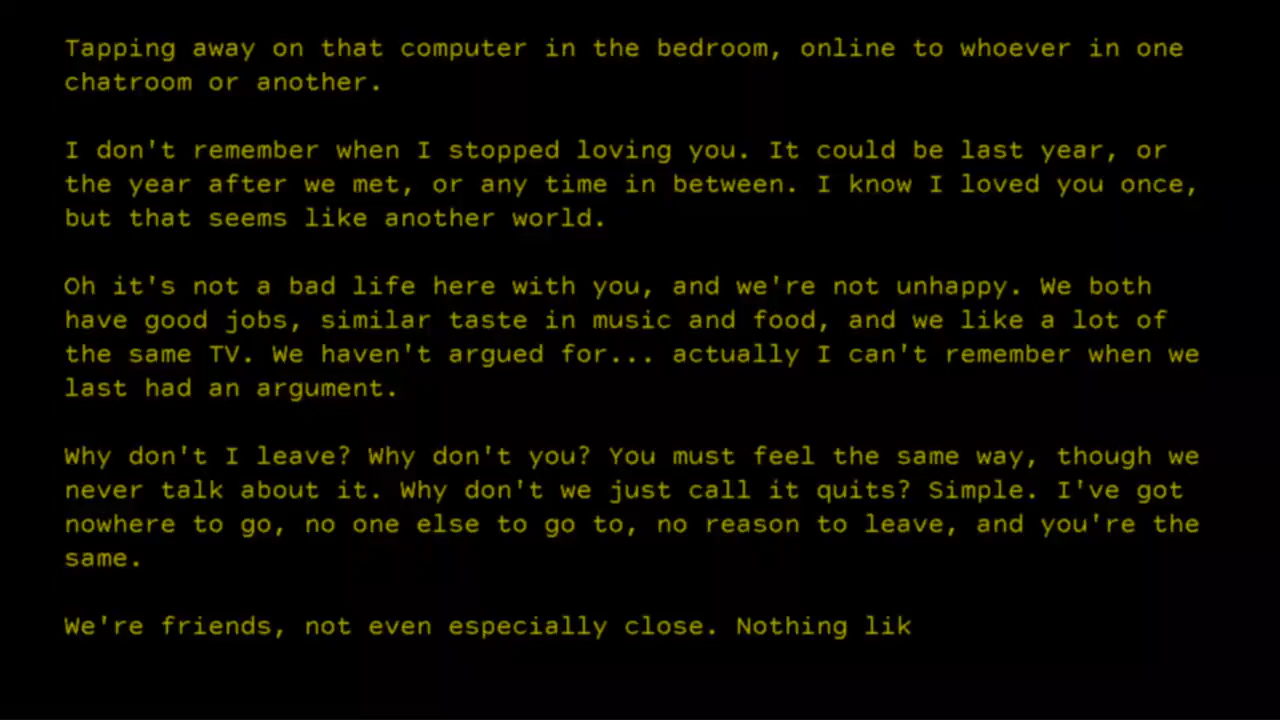 Tapping away on that computer in the bedroom, online to whoever in one
chatroom or another.
I don't remember when I stopped loving you. It could be last year, or
the year after we met, or any time in between. I know I loved you once,
but that seems like another world.
Oh it's not a bad life here with you, and we're not unhappy. We both
have good jobs, similar taste in music and food, and we like a lot of
the same TV. We haven't argued for... actually I can't remember when we
last had an argument.
Why don't I leave? Why don't you? You must feel the same way, though we
never talk about it. Why don't we just call it quits? Simple. I've got
nowhere to go, no one else to go to, no reason to leave, and you're the
same.
We're friends, not even especially close. Nothing lik